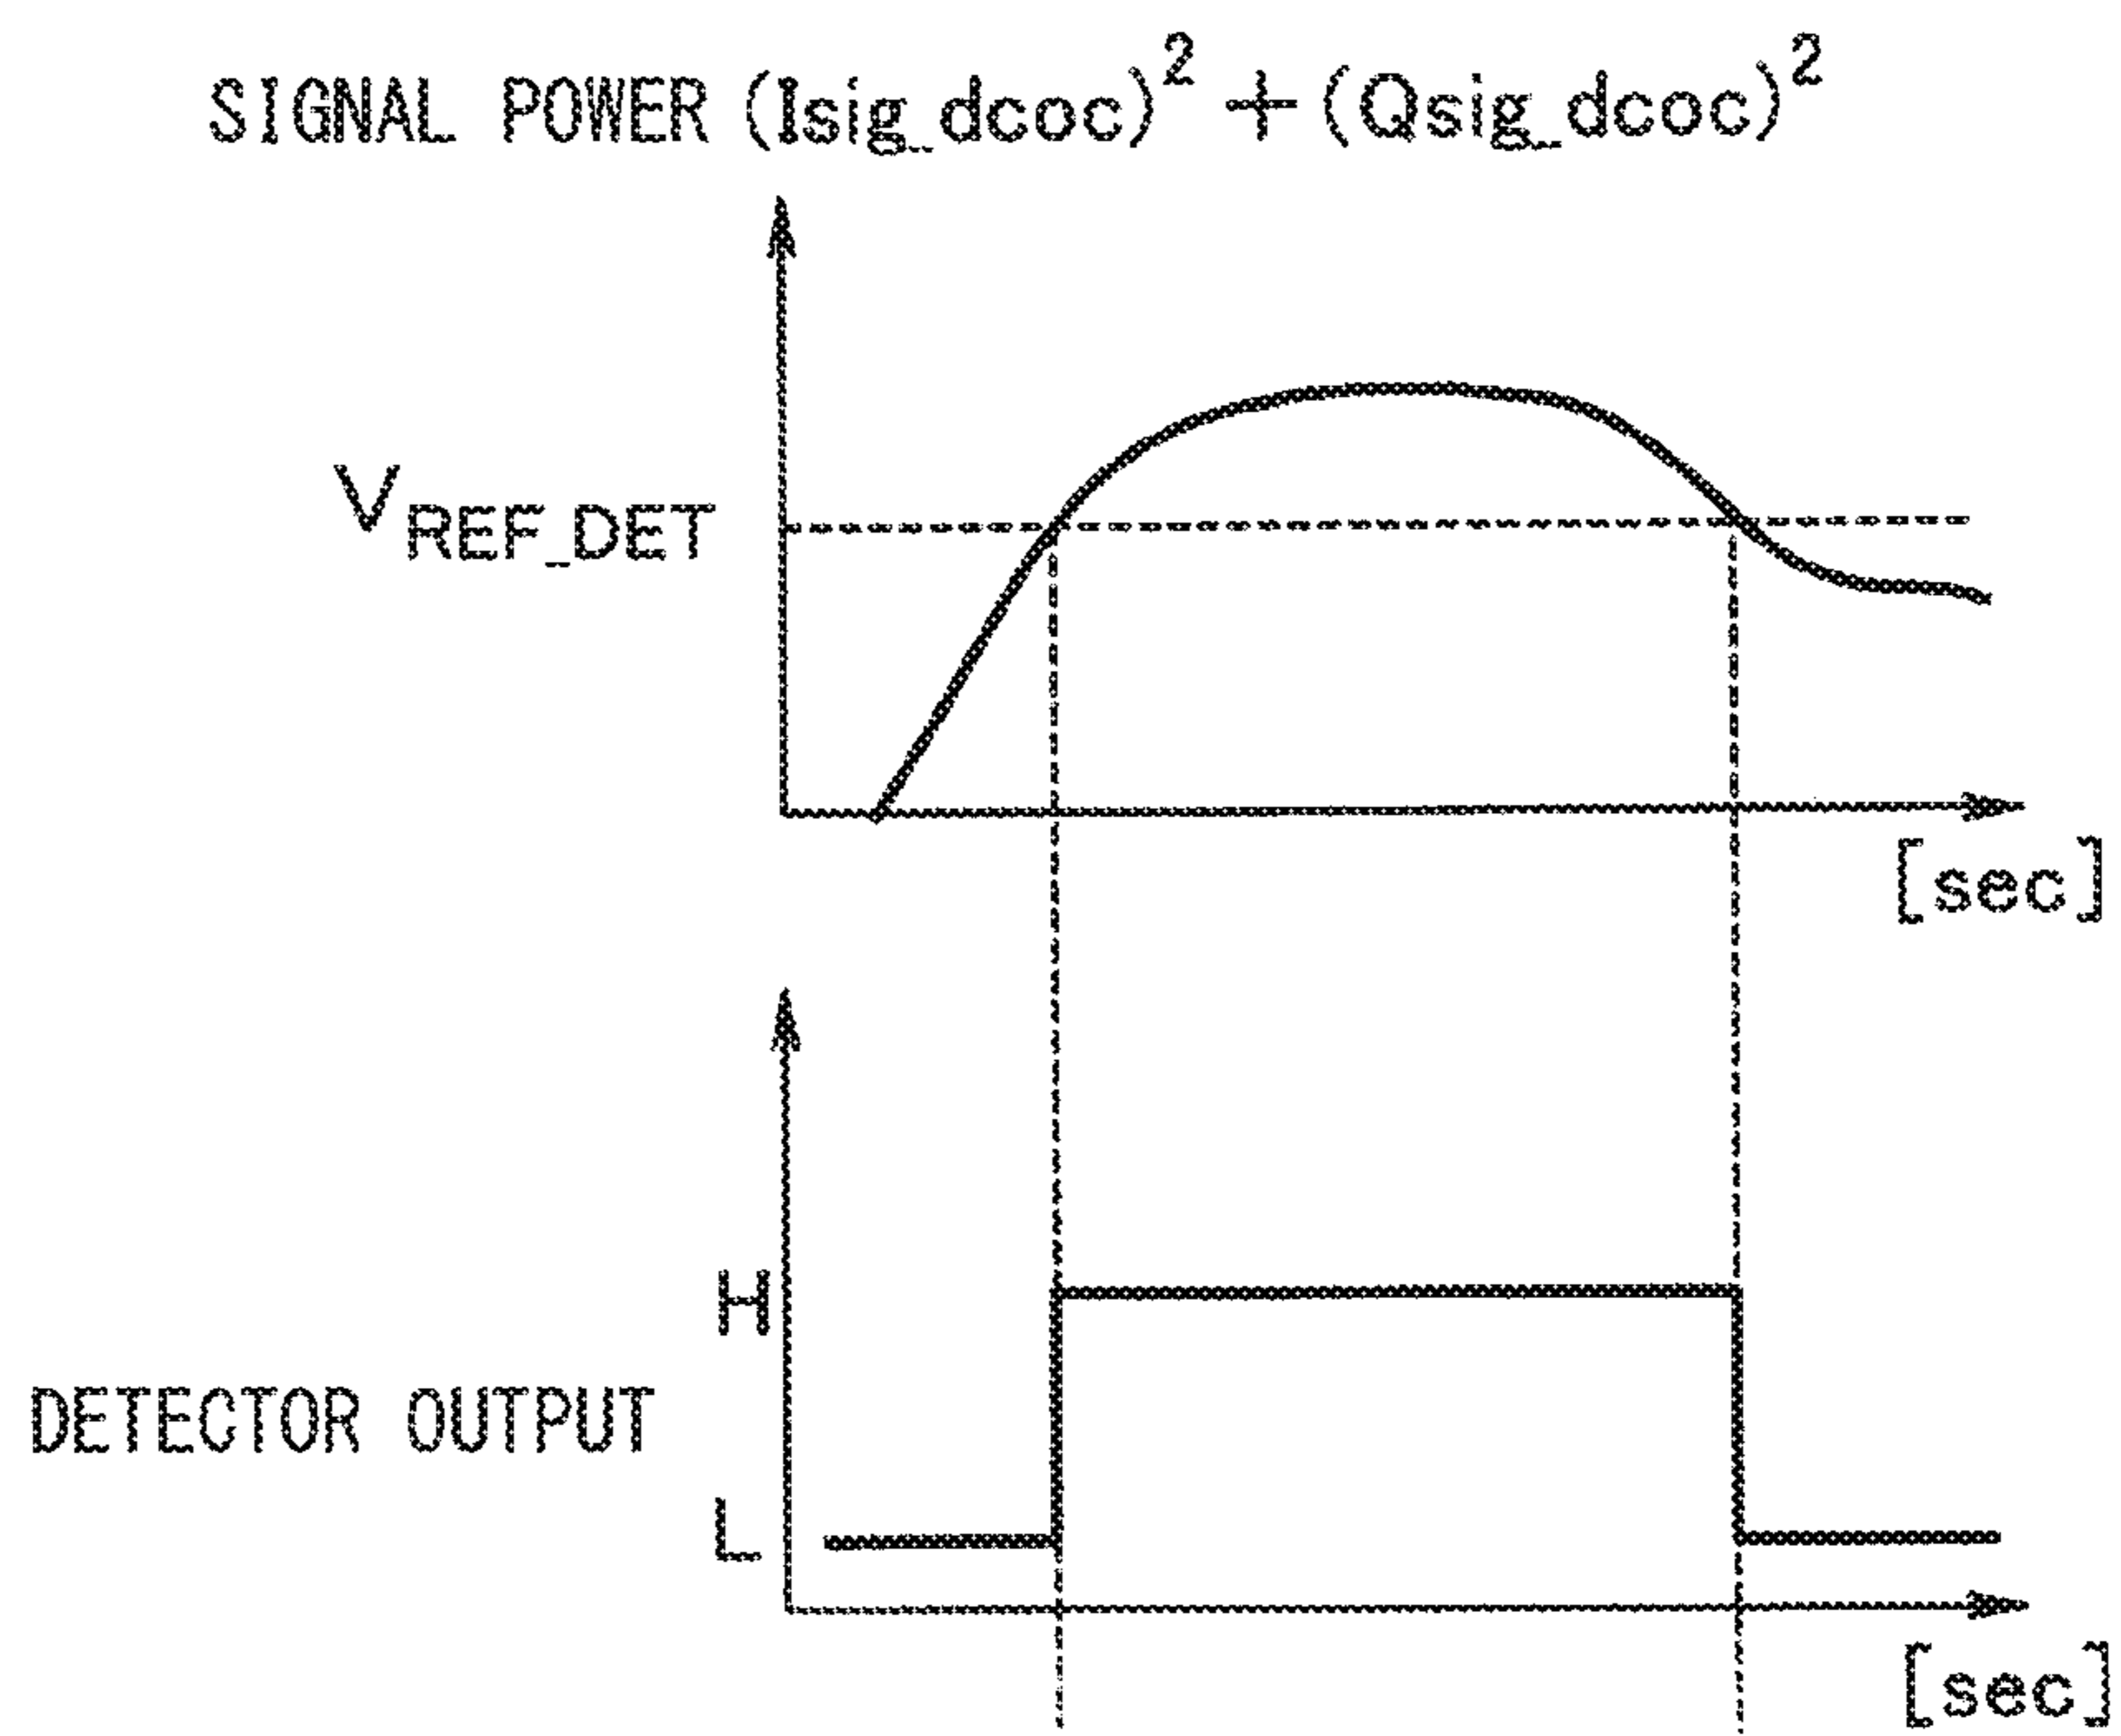 SIGNAL POWER (Isig_dcoc)² + (Qsig_dcoc)²
VREF_DET
[sec]
H
DETECTOR OUTPUT
L
[sec]